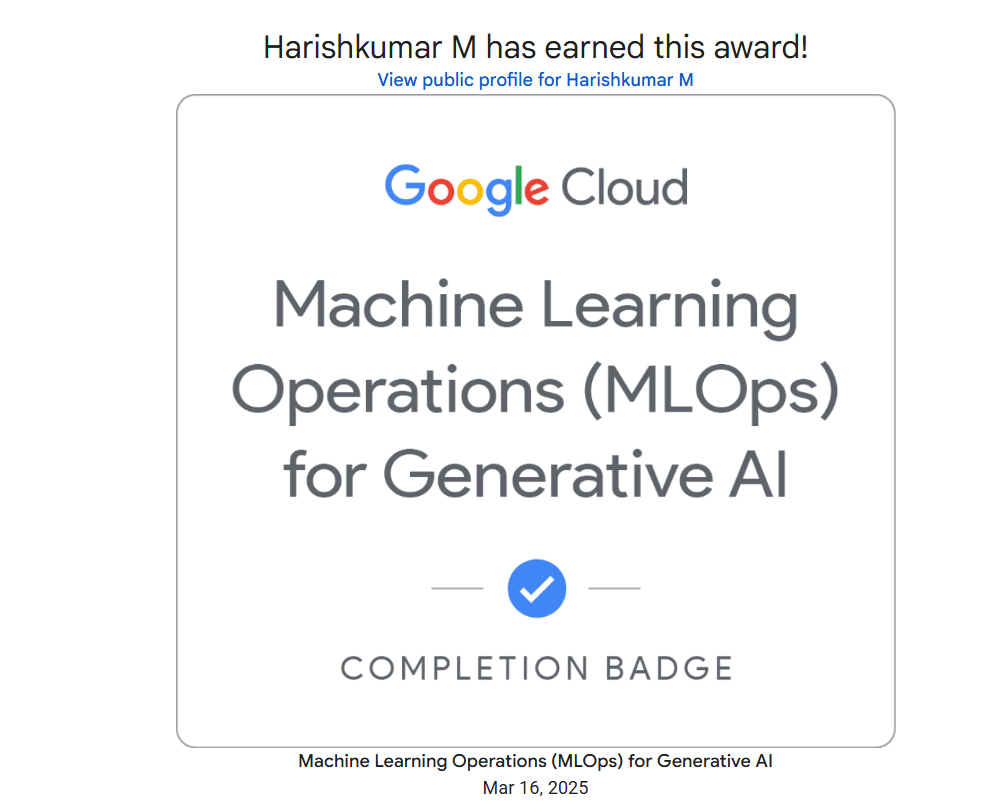 Harishkumar M has earned this award!
View public profile for Harishkumar M
Google Cloud
Machine Learning
Operations (MLOps)
for Generative AI
COMPLETION BADGE
Machine Learning Operations (MLOps) for Generative AI
Mar 16, 2025